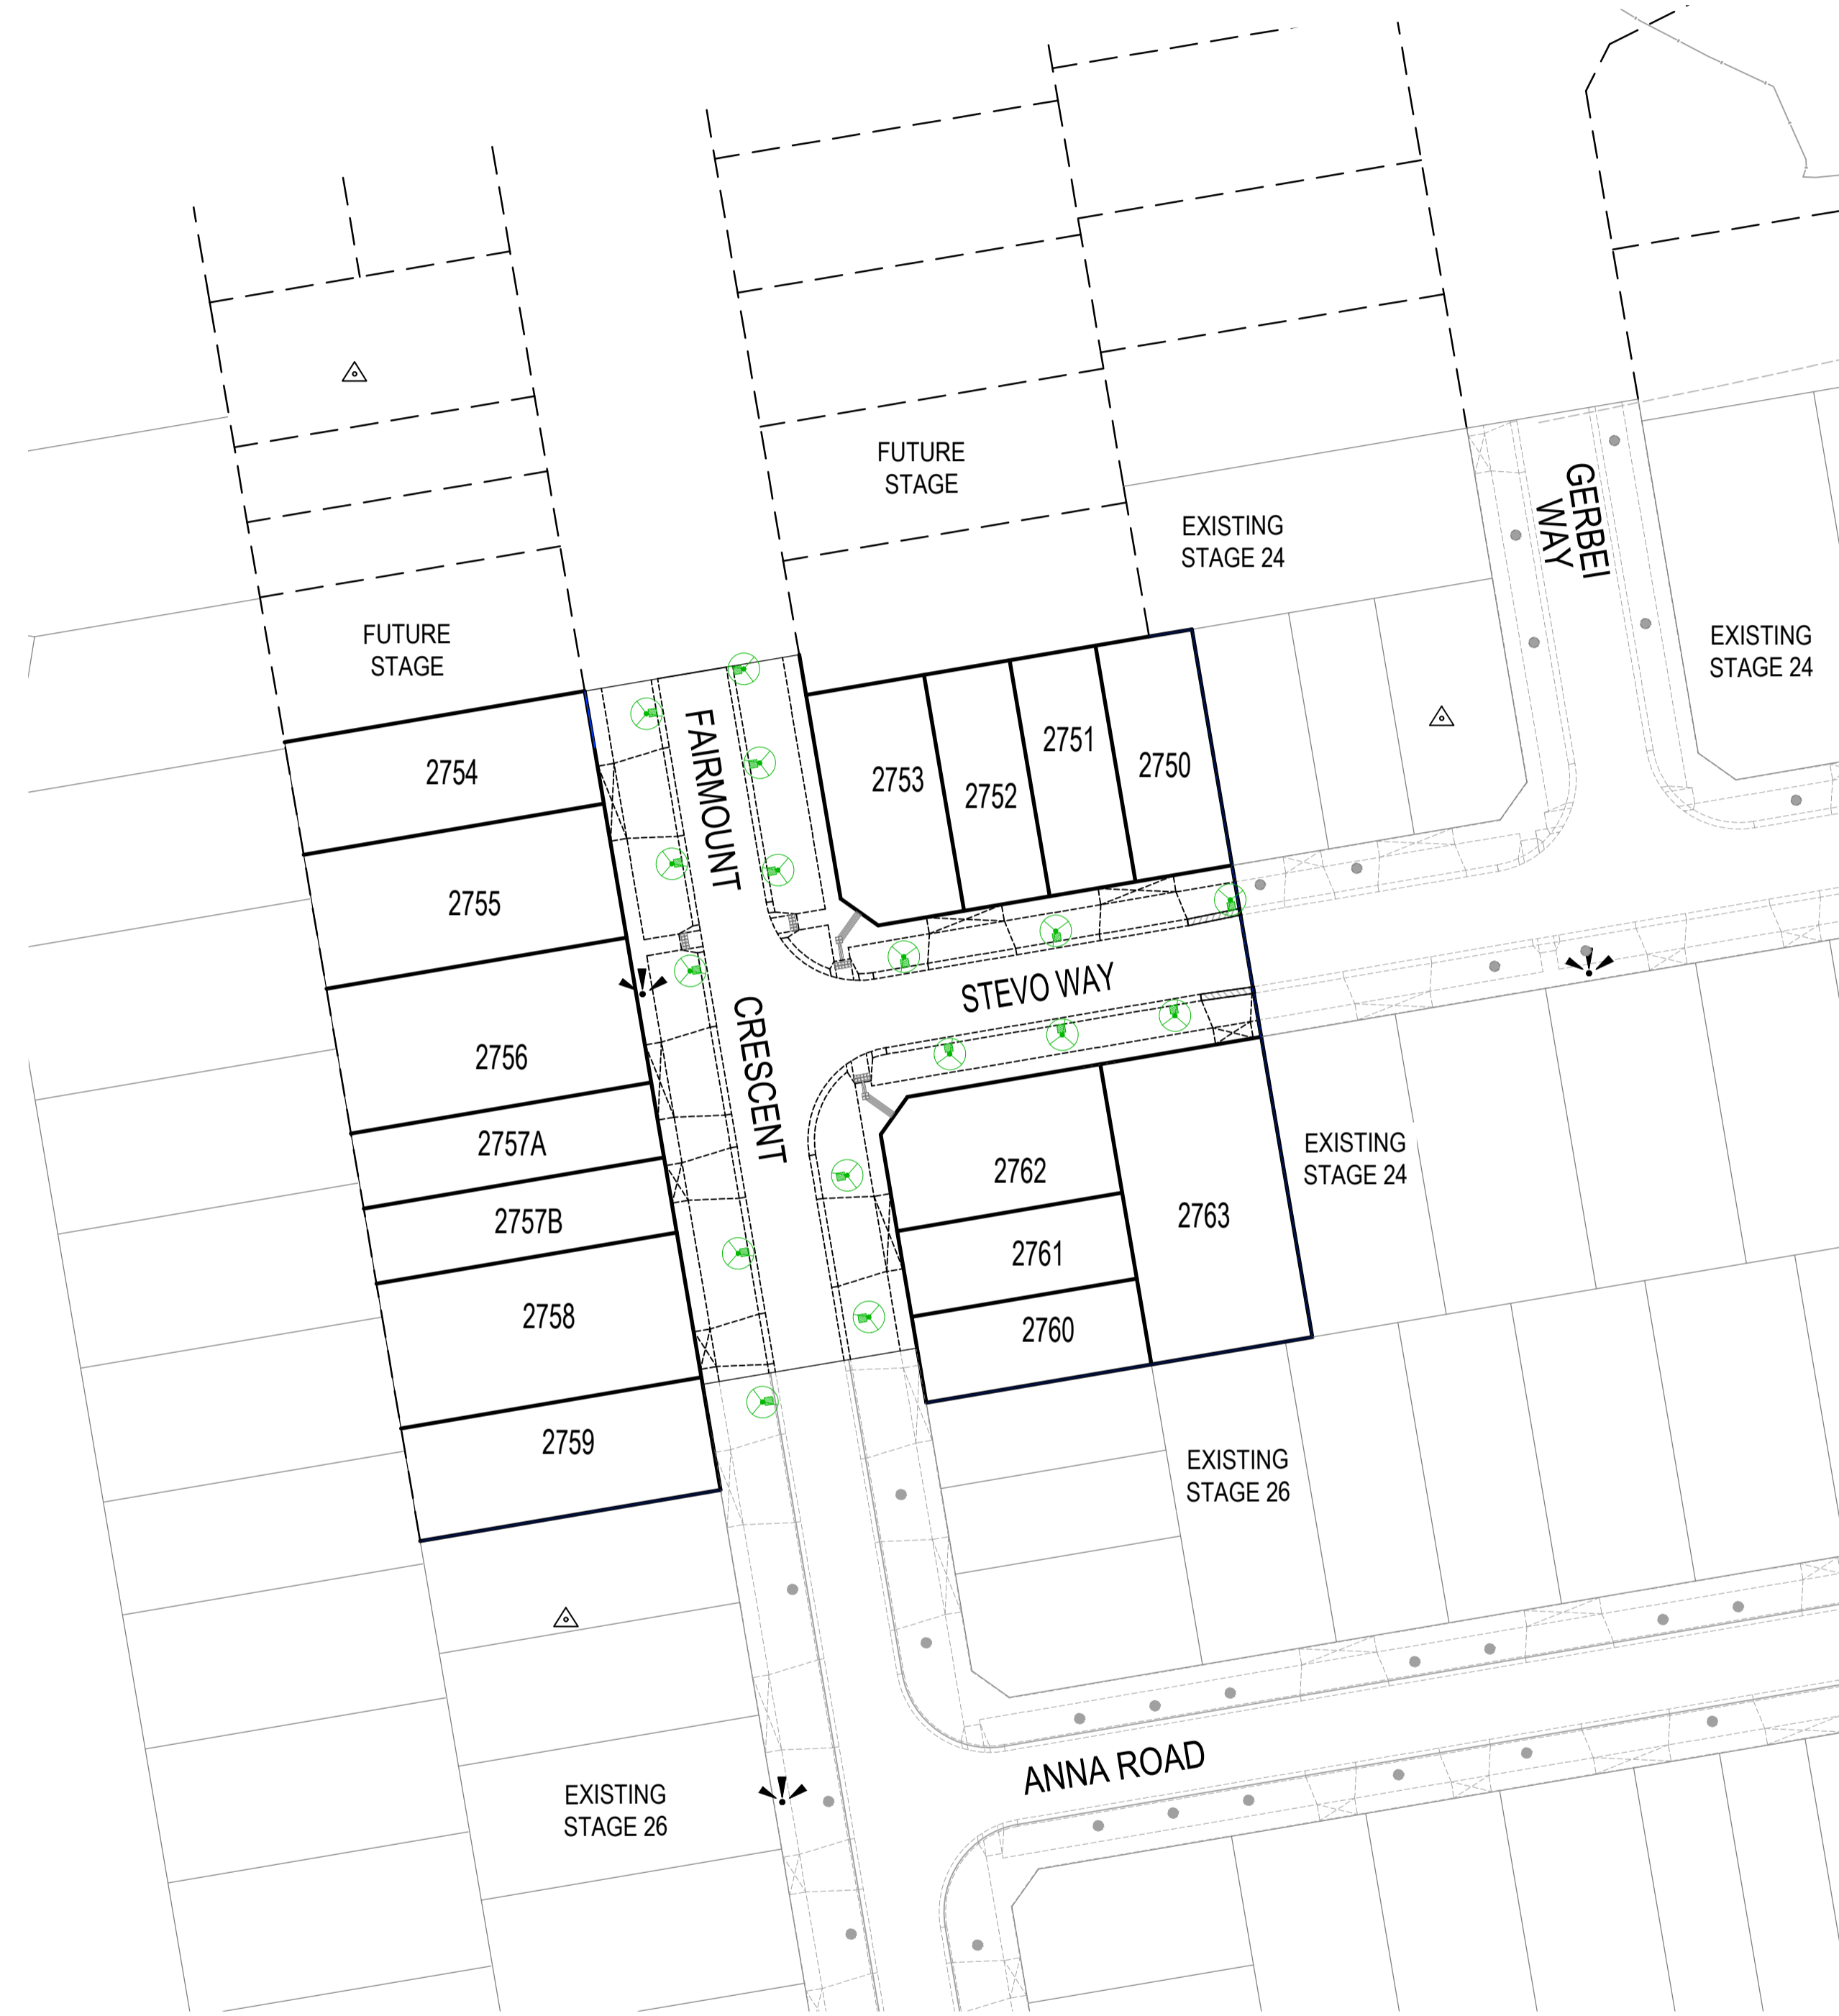 FUTURE
STAGE
GERBEI
WAY
EXISTING
STAGE 24
FUTURE
STAGE
EXISTING
STAGE 24
FAIRMOUNT
CRESCENT
2754
2753
2752
2751
2750
2755
STEVO WAY
2756
2757A
2757B
2762
2763
EXISTING
STAGE 24
2761
2758
2760
2759
EXISTING
STAGE 26
ANNA ROAD
EXISTING
STAGE 26